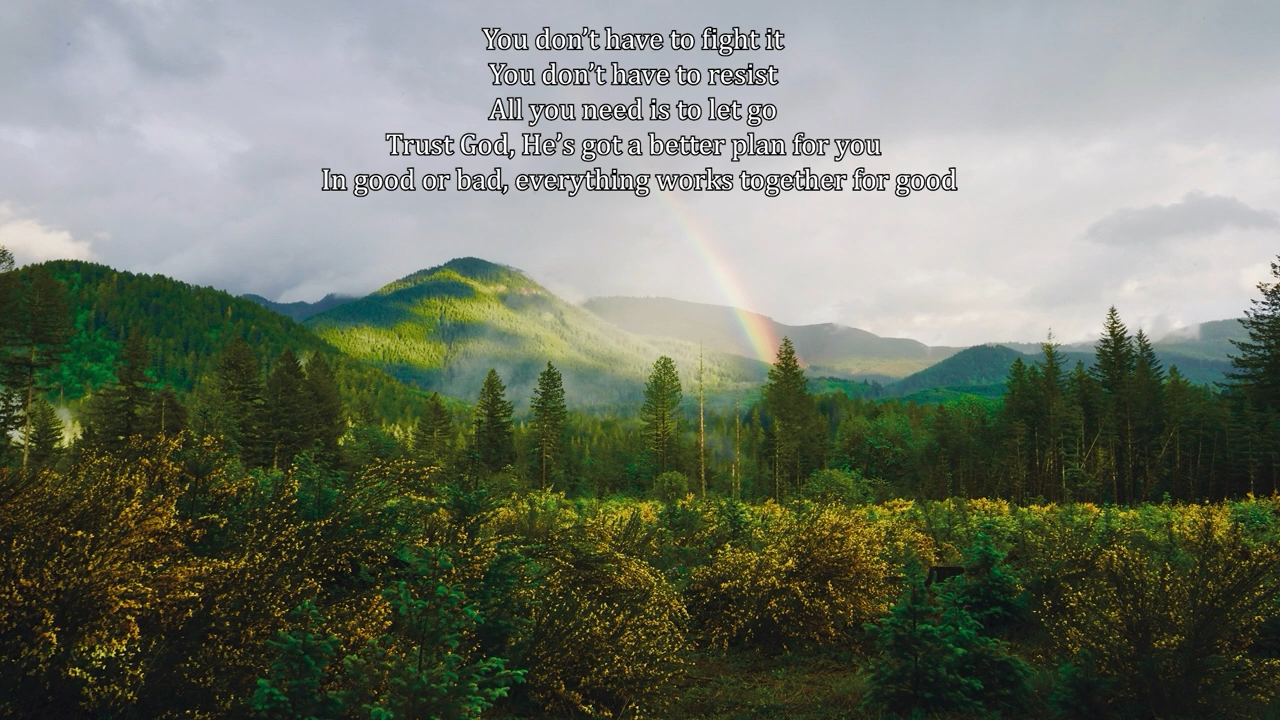 You don’t have to fight it
You don’t have to resist
All you need is to let go
Trust God, He’s got a better plan for you
In good or bad, everything works together for good